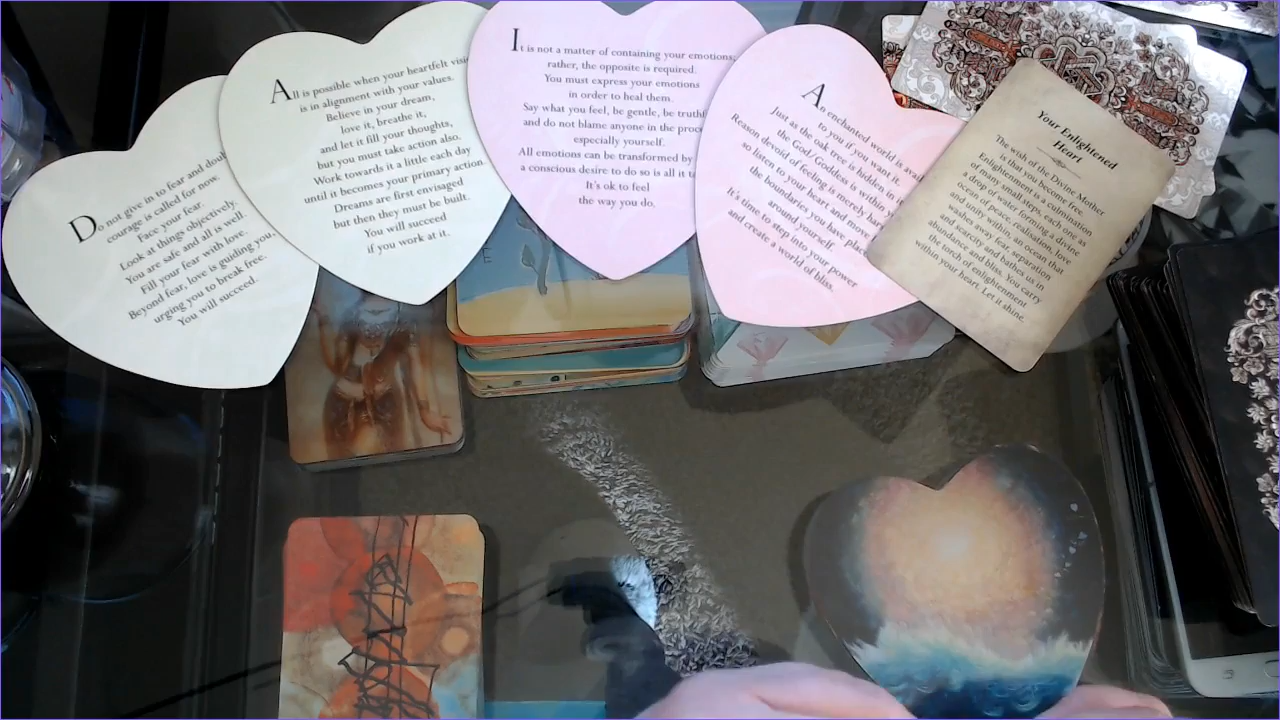 Do not give in to fear and
courage is called for now.
Face your fear.
Look at things objectively.
You are safe and all is well.
Fill your fear with love.
Beyond fear, love is guiding you,
urging you to break free.
You will succeed.
All is possible when your heartfelt
is in alignment with your values.
Believe in your dream,
love it, breathe it,
and let it fill your thoughts,
but you must take action also.
Work towards it a little each day
until it becomes your primary action.
Dreams are first envisaged
but then they must be built.
You will succeed
if you work at it.
It is not a matter of containing your emotions;
rather, the opposite is required.
You must express your emotions
in order to heal them.
Say what you feel, be gentle, be
and do not blame anyone in the
especially yourself.
All emotions can be transformed by
a conscious desire to do so is all it
It's ok to feel
the way you do.
An enchanted world is
to you if you want it.
Just as the oak tree is hidden in
the God/Goddess is within
Reason devoid of feeling is merely
so listen to your heart and move
the boundaries you have
around yourself.
It's time to step into your power
and create a world of bliss.
Your Enlightened
Heart
The wish of the Divine Mother
is that you become free.
Enlightenment is a culmination
of many small steps, each one as
a drop of water forming a divine
ocean of peace, realisation, love
and unity within, an ocean that
washes away fear, separation
and scarcity and bathes us in
abundance and bliss. You carry
the torch of enlightenment
within your heart. Let it shine.
E